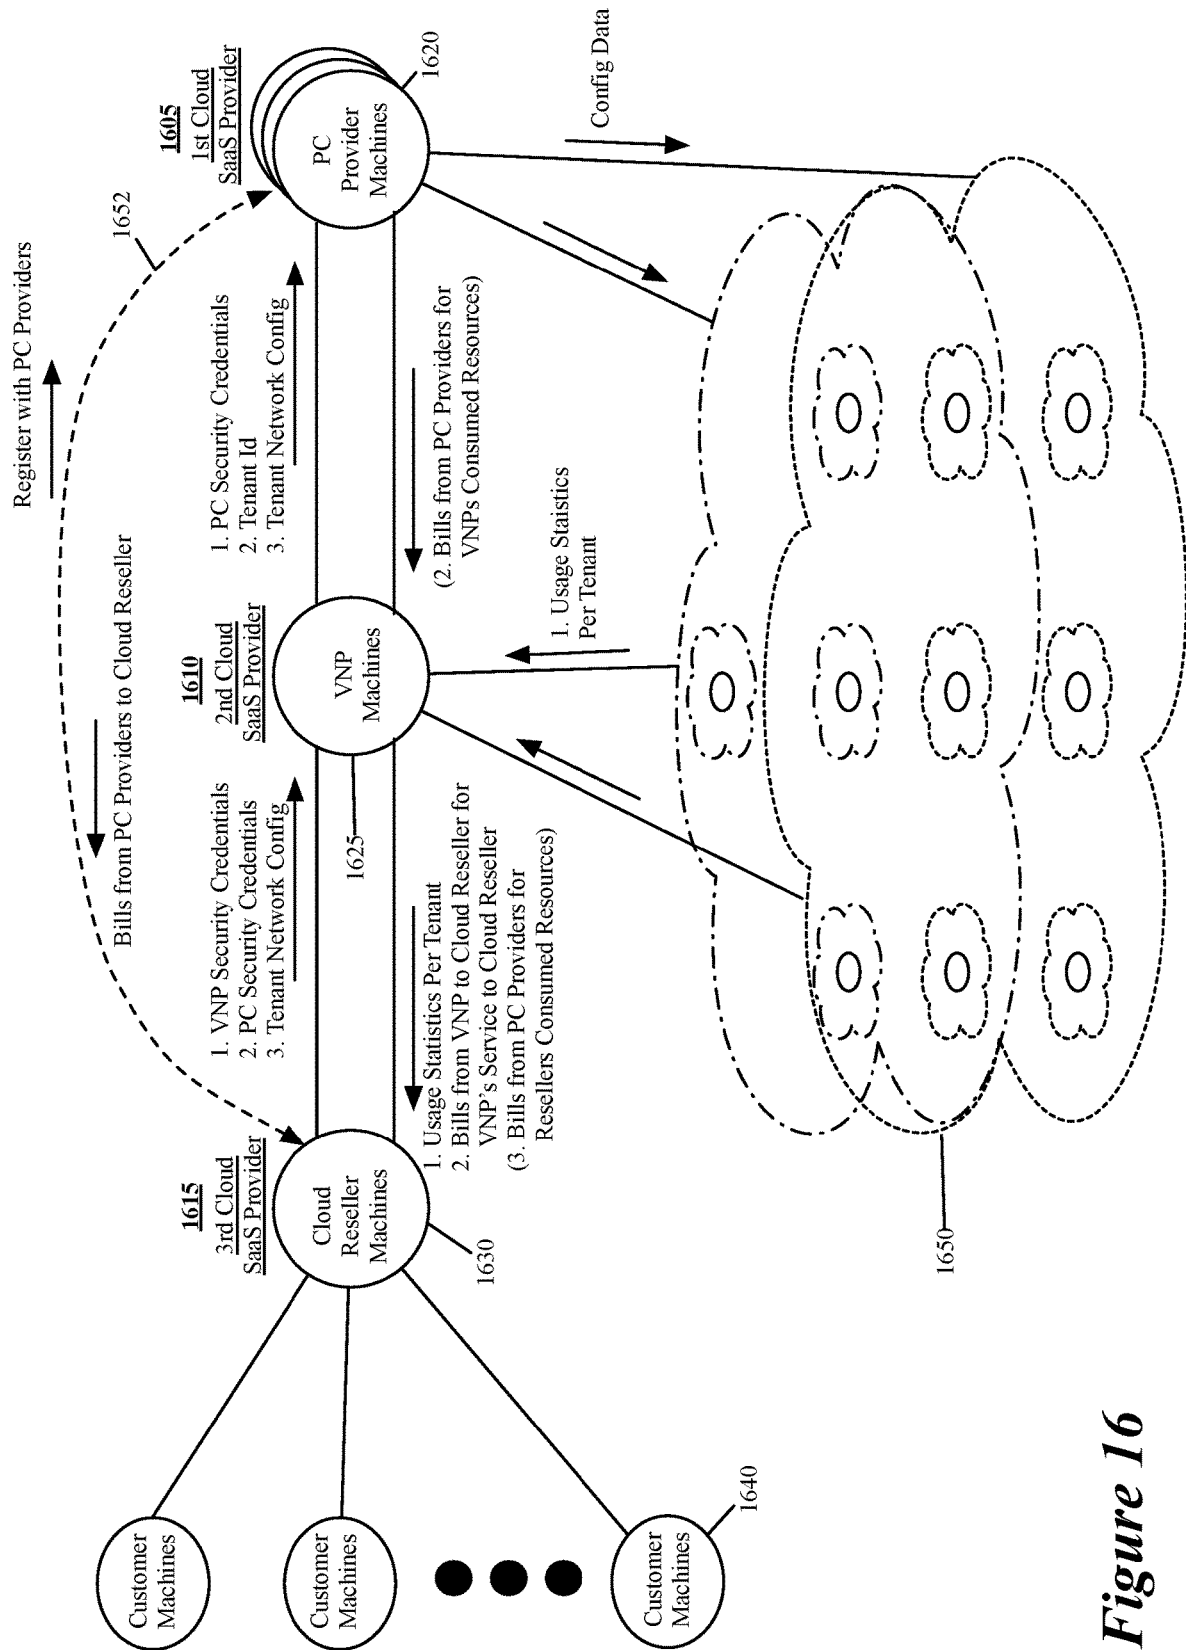 Register with PC Providers
Bills from PC Providers to Cloud Reseller
1652
1615
3rd Cloud
SaaS Provider
1610
2nd Cloud
SaaS Provider
1605
1st Cloud
SaaS Provider
1. VNP Security Credentials
2. PC Security Credentials
3. Tenant Network Config
1. PC Security Credentials
2. Tenant Id
3. Tenant Network Config
Customer
Machines
Customer
Machines
Customer
Machines
1640
Cloud
Reseller
Machines
1630
VNP
Machines
1625
PC
Provider
Machines
1620
1. Usage Statistics Per Tenant
2. Bills from VNP to Cloud Reseller for
VNP's Service to Cloud Reseller
(3. Bills from PC Providers for
Resellers Consumed Resources)
(2. Bills from PC Providers for
VNPs Consumed Resources)
1. Usage Staistics
Per Tenant
Config Data
1650
Figure 16